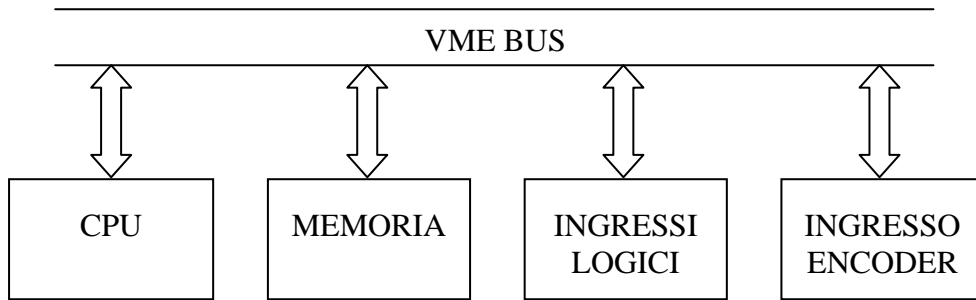 VME BUS
CPU
MEMORIA
INGRESSI
LOGICI
INGRESSO
ENCODER